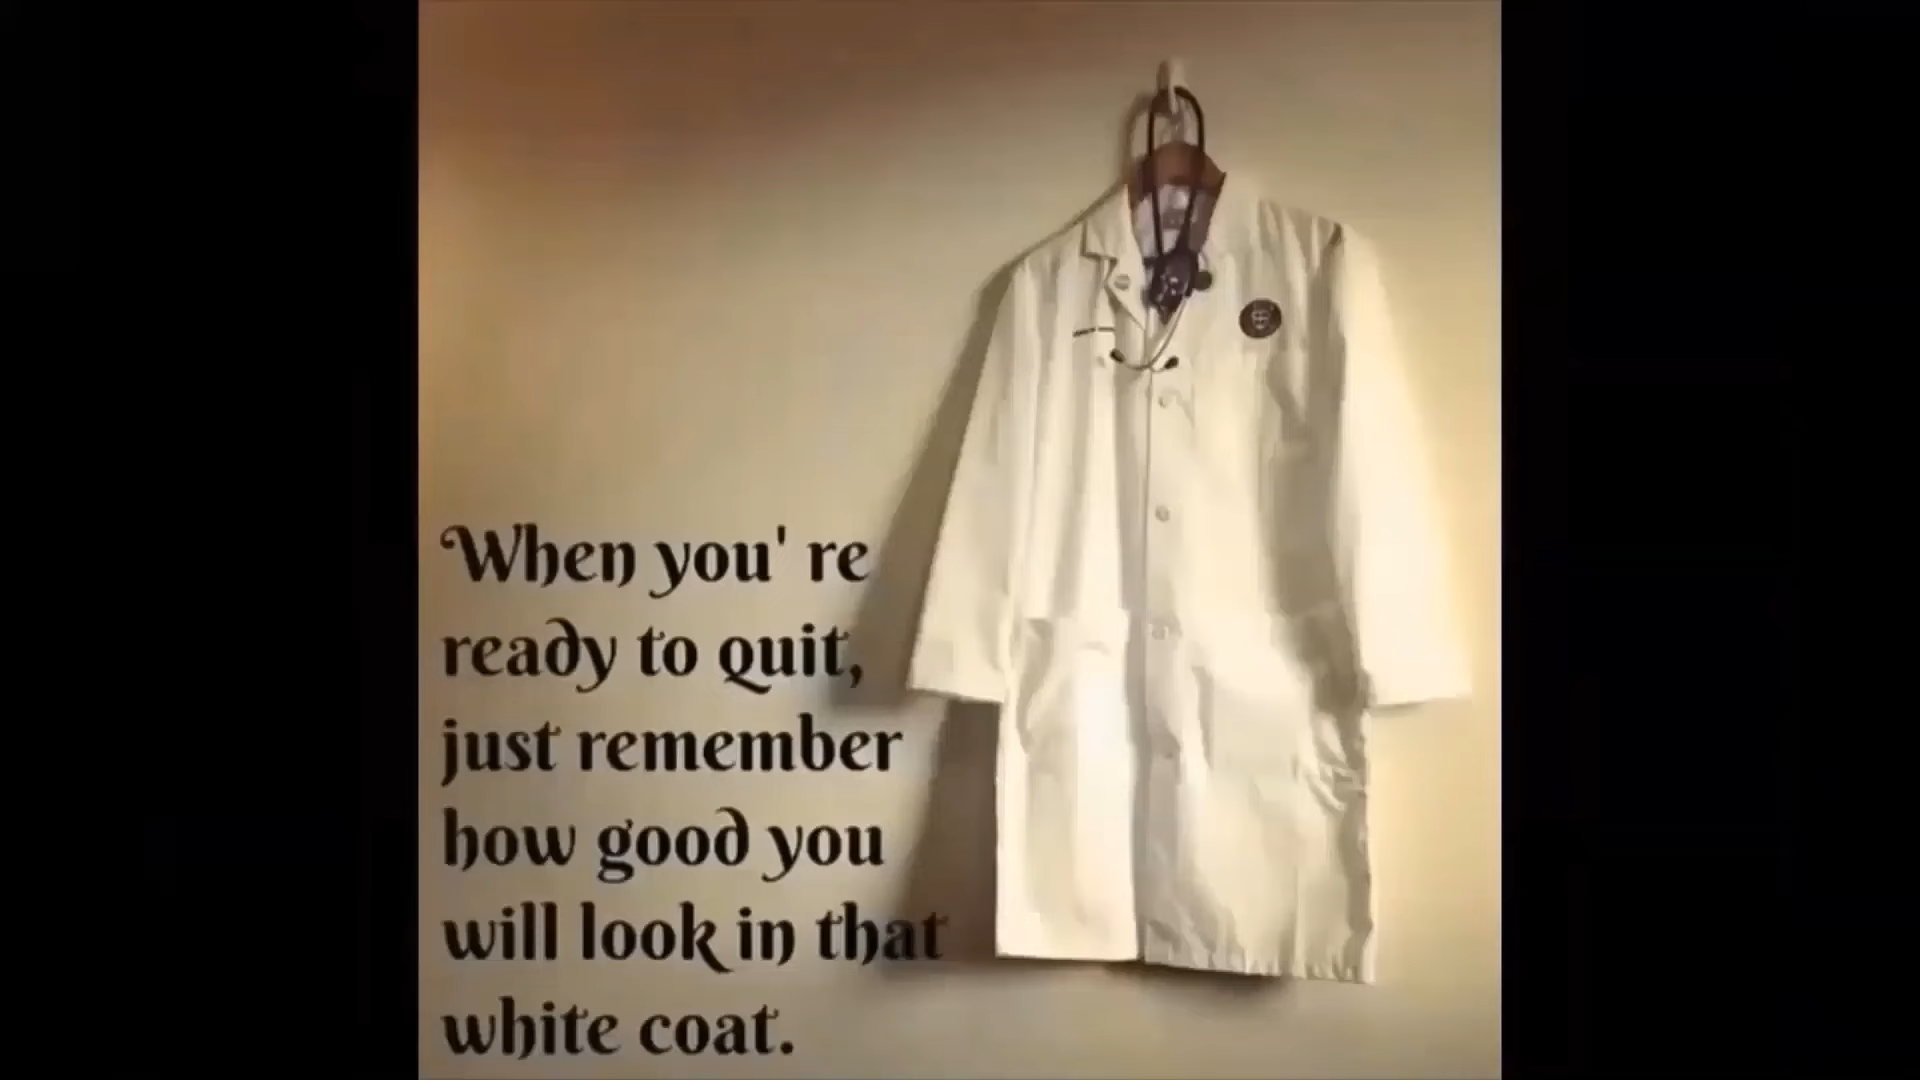 When you' re
ready to quit,
just remember
how good you
will look in that
white coat.